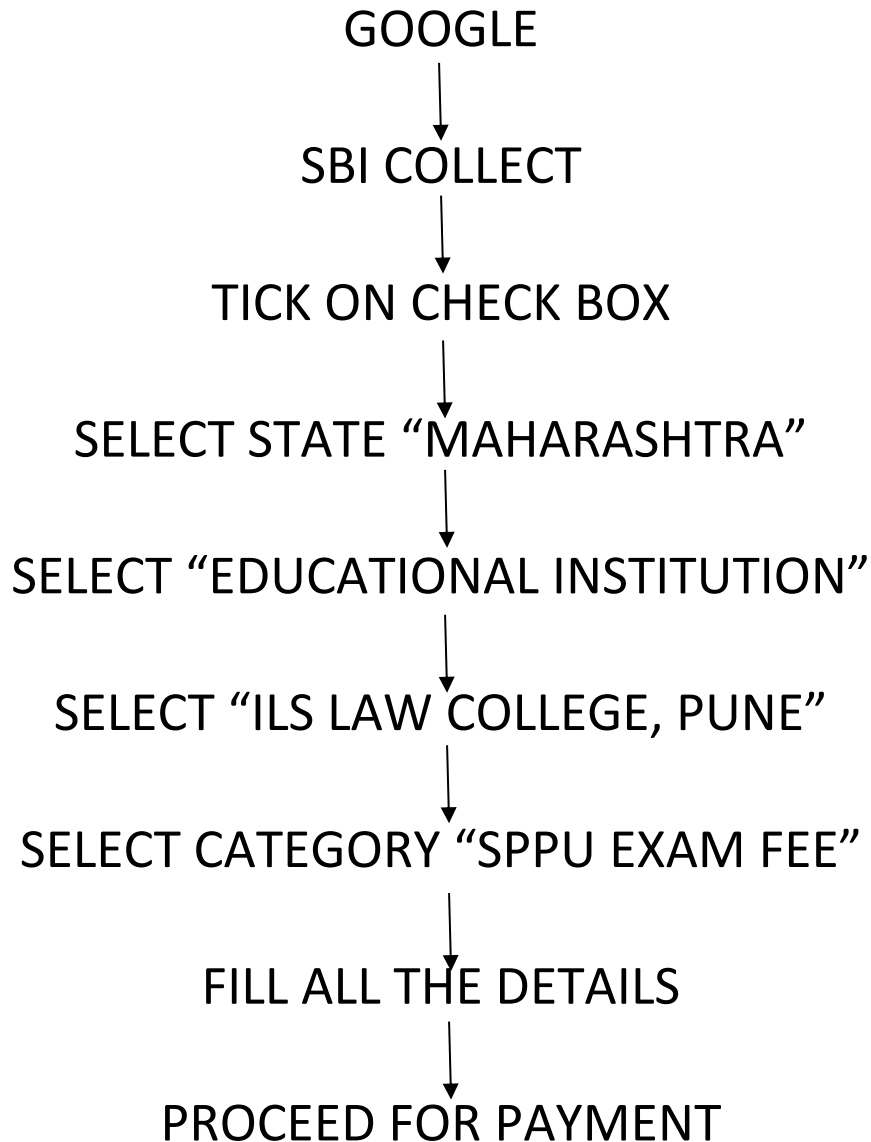 GOOGLE
SBI COLLECT
TICK ON CHECK BOX
SELECT STATE “MAHARASHTRA”
SELECT “EDUCATIONAL INSTITUTION”
SELECT “ILS LAW COLLEGE, PUNE”
SELECT CATEGORY “SPPU EXAM FEE”
FILL ALL THE DETAILS
PROCEED FOR PAYMENT